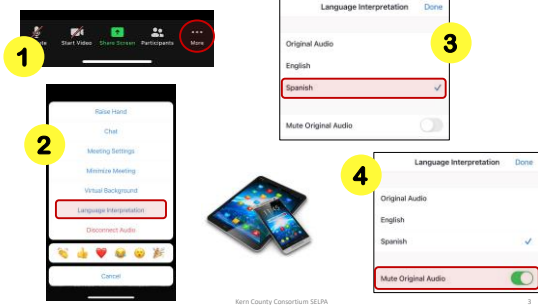 1
Start Video
Share Screen
Participants
More
2
Raise Hand
Chat
Meeting Settings
Minimize Meeting
Virtual Background
Language Interpretation
Disconnect Audio
Cancel
Language Interpretation Done
3
Original Audio
English
Spanish
Mute Original Audio
4
Language Interpretation Done
Original Audio
English
Spanish
Mute Original Audio
Kern County Consortium SELPA 3